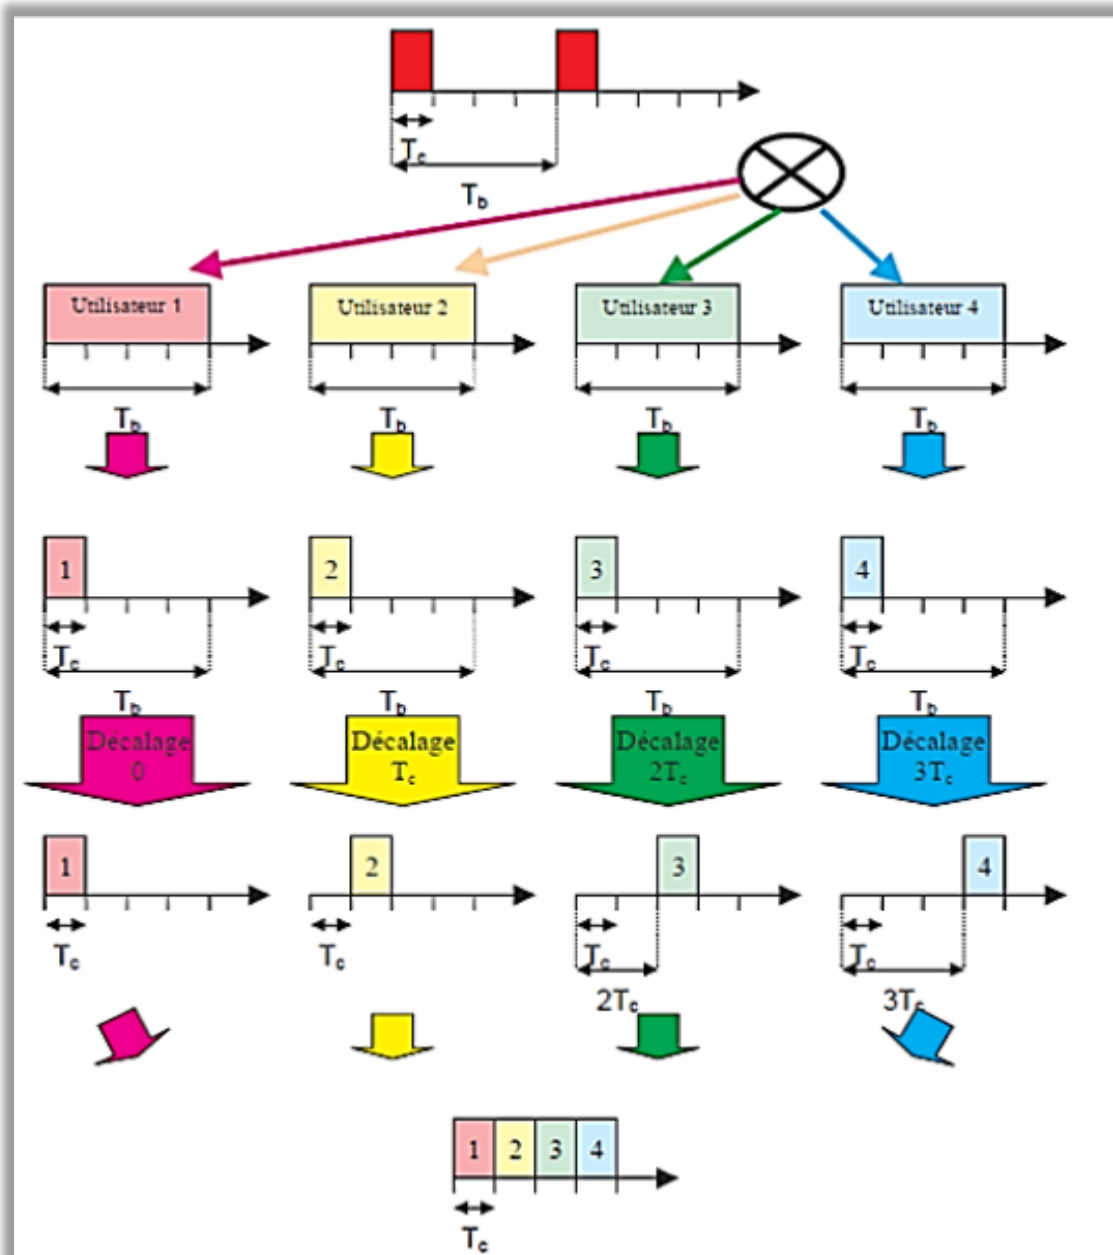 Tc
Tb
Utilisateur 1 Utilisateur 2 Utilisateur 3 Utilisateur 4
Tb Tb Tb Tb
1 2 3 4
Tc Tc Tc Tc
Tb Tb Tb Tb
Décalage Décalage Décalage Décalage
0 Tc 2Tc 3Tc
1 2 3 4
Tc Tc Tc Tc
2Tc 3Tc
1 2 3 4
Tc